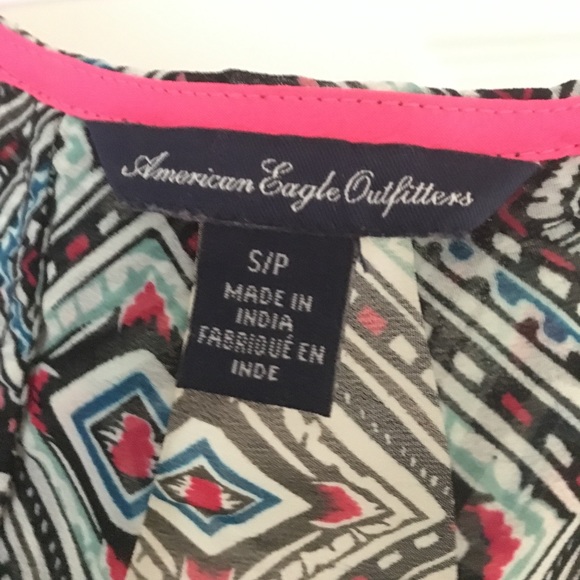 American Eagle Outfitters
S/P
MADE IN
INDIA
FABRIQUÉ EN
INDE